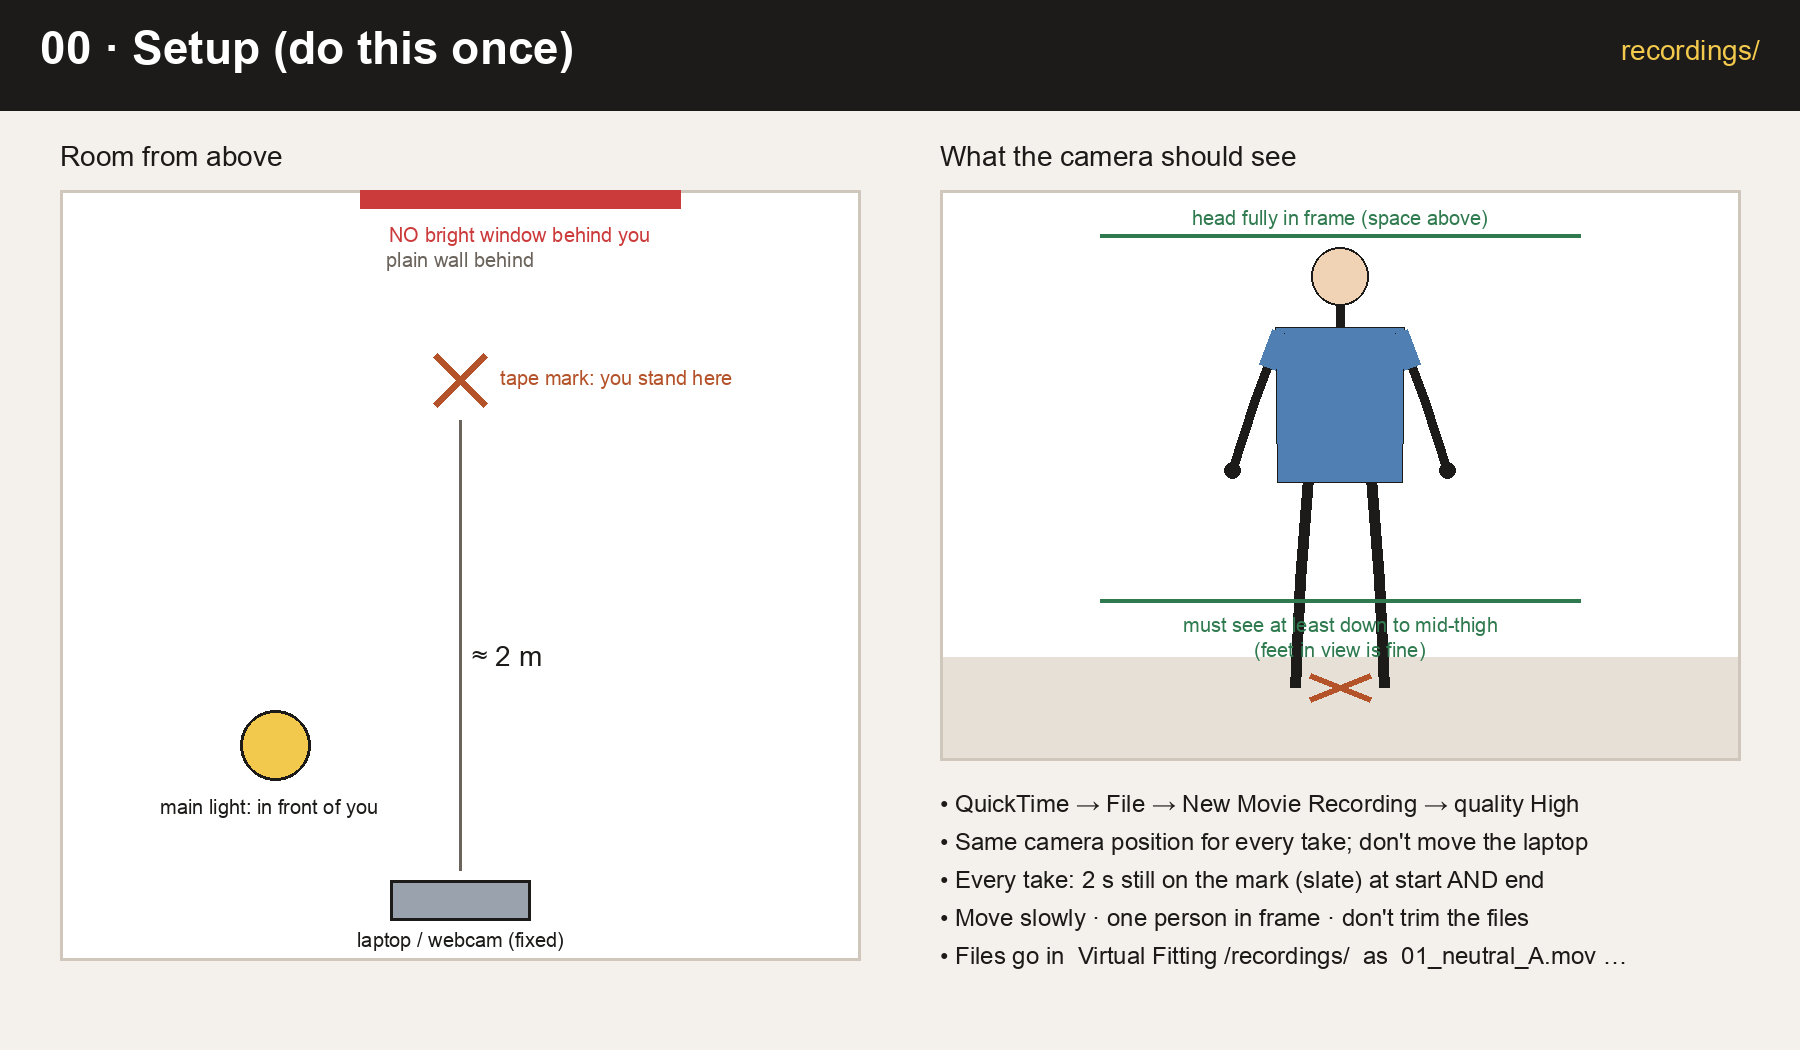 00 · Setup (do this once)
recordings/
Room from above
NO bright window behind you
plain wall behind
tape mark: you stand here
≈ 2 m
main light: in front of you
laptop / webcam (fixed)
What the camera should see
head fully in frame (space above)
must see at least down to mid-thigh
(feet in view is fine)
• QuickTime → File → New Movie Recording → quality High
• Same camera position for every take; don't move the laptop
• Every take: 2 s still on the mark (slate) at start AND end
• Move slowly · one person in frame · don't trim the files
• Files go in  Virtual Fitting /recordings/  as  01_neutral_A.mov …